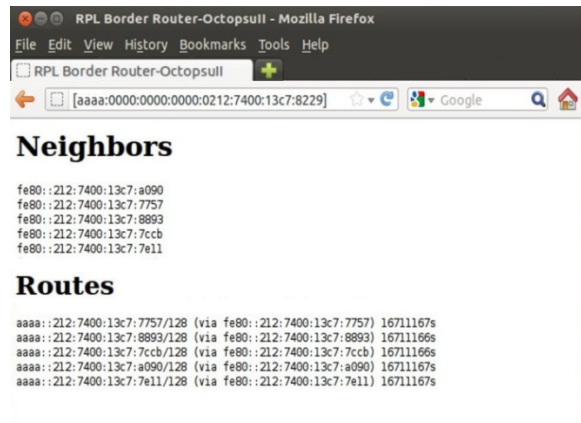 RPL Border Router-OctopsuII - Mozilla Firefox
File Edit View History Bookmarks Tools Help
RPL Border Router-OctopsuII
[aaaa:0000:0000:0000:0212:7400:13c7:8229] Google
Neighbors
fe80::212:7400:13c7:a090
fe80::212:7400:13c7:7757
fe80::212:7400:13c7:8893
fe80::212:7400:13c7:7ccb
fe80::212:7400:13c7:7e11
Routes
aaaa::212:7400:13c7:7757/128 (via fe80::212:7400:13c7:7757) 16711167s
aaaa::212:7400:13c7:8893/128 (via fe80::212:7400:13c7:8893) 16711166s
aaaa::212:7400:13c7:7ccb/128 (via fe80::212:7400:13c7:7ccb) 16711166s
aaaa::212:7400:13c7:a090/128 (via fe80::212:7400:13c7:a090) 16711167s
aaaa::212:7400:13c7:7e11/128 (via fe80::212:7400:13c7:7e11) 16711167s